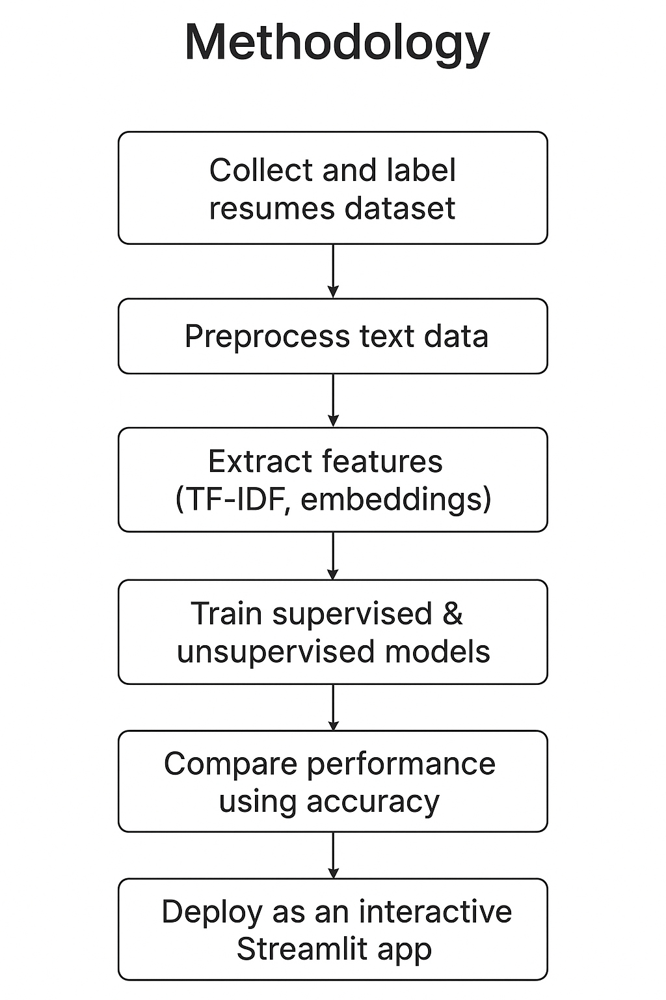 Methodology
Collect and label
resumes dataset
Preprocess text data
Extract features
(TF-IDF, embeddings)
Train supervised &
unsupervised models
Compare performance
using accuracy
Deploy as an interactive
Streamlit app